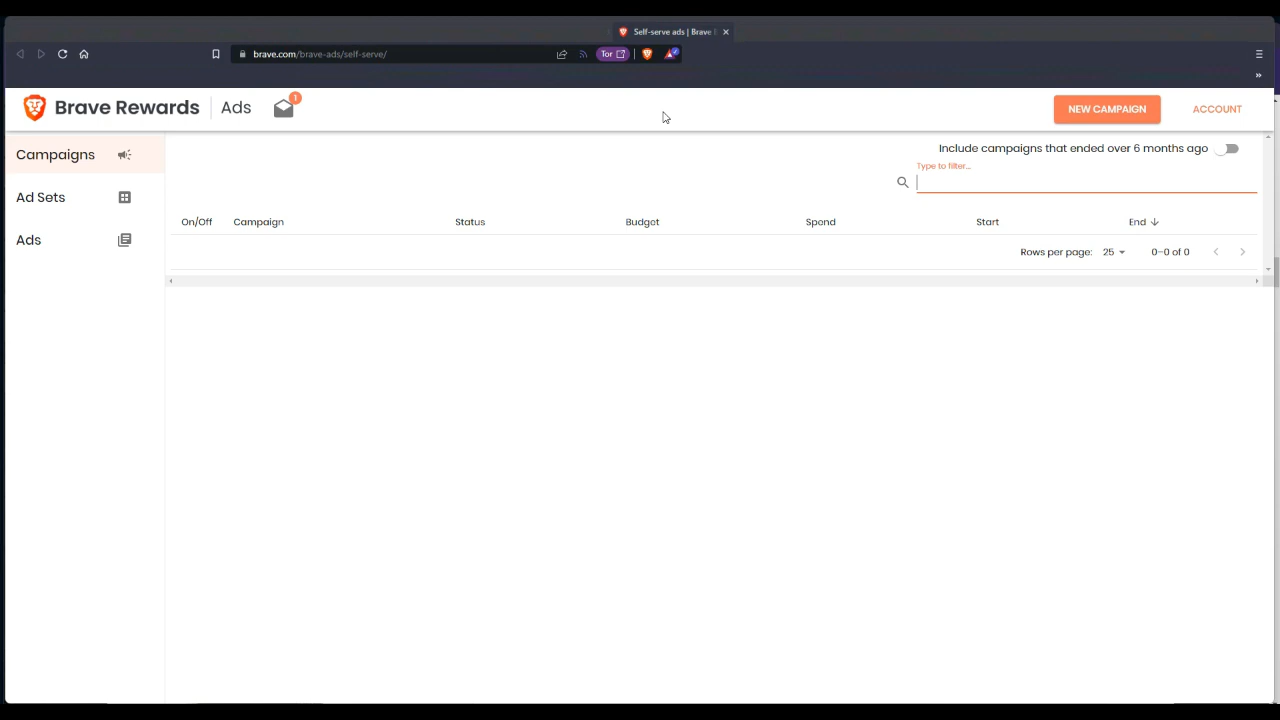 Self-serve ads | Brave
brave.com/brave-ads/self-serve/
Tor
Brave Rewards
Ads
1
NEW CAMPAIGN
ACCOUNT
Campaigns
Ad Sets
Ads
Include campaigns that ended over 6 months ago
Type to filter...
On/Off Campaign Status Budget Spend Start End
Rows per page: 25 0–0 of 0